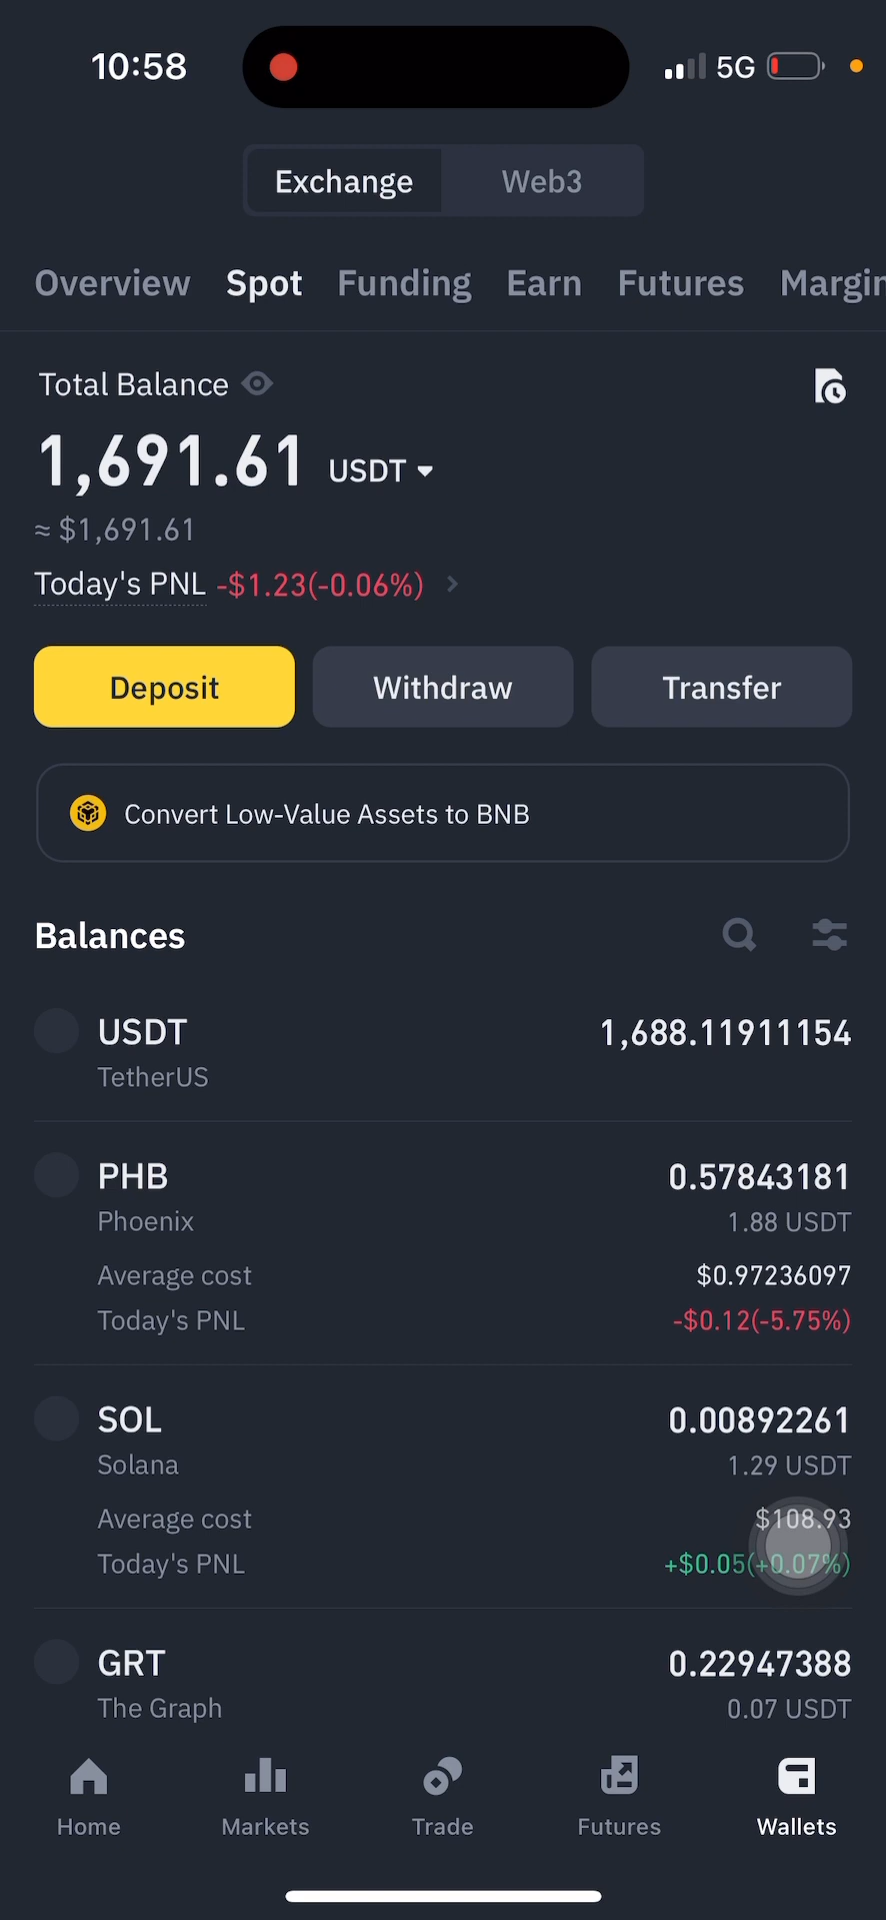 10:58
5G
Exchange Web3
Overview Spot Funding Earn Futures Margin
Total Balance
1,691.61 USDT
≈ $1,691.61
Today's PNL -$1.23(-0.06%)
Deposit Withdraw Transfer
Convert Low-Value Assets to BNB
Balances
USDT 1,688.11911154
TetherUS
PHB 0.57843181
Phoenix 1.88 USDT
Average cost $0.97236097
Today's PNL -$0.12(-5.75%)
SOL 0.00892261
Solana 1.29 USDT
Average cost $108.93
Today's PNL +$0.05(+0.07%)
GRT 0.22947388
The Graph 0.07 USDT
Home Markets Trade Futures Wallets